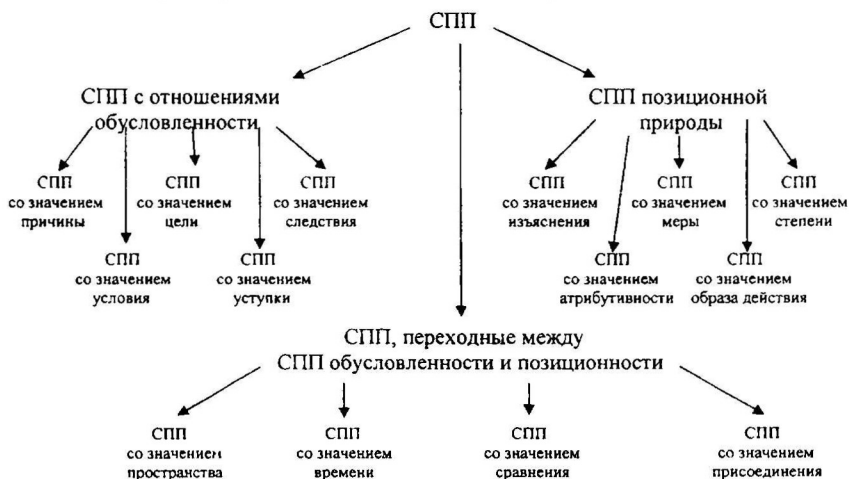 СПП
СПП с отношениями
обусловленности
СПП позиционной
природы
СПП
со значением
причины
СПП
со значением
цели
СПП
со значением
следствия
СПП
со значением
условия
СПП
со значением
уступки
СПП
со значением
изъяснения
СПП
со значением
меры
СПП
со значением
степени
СПП
со значением
атрибутивности
СПП
со значением
образа действия
СПП, переходные между
СПП обусловленности и позиционности
СПП
со значением
пространства
СПП
со значением
времени
СПП
со значением
сравнения
СПП
со значением
присоединения